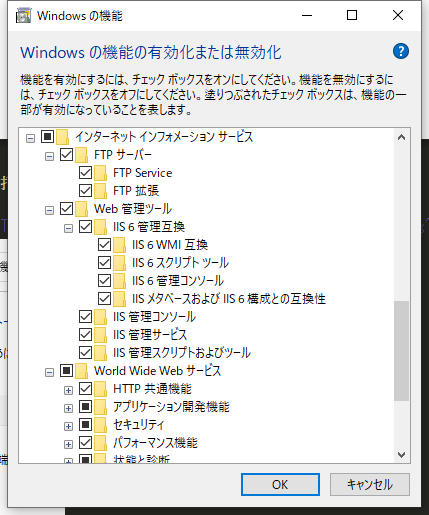 Windows の機能
Windows の機能の有効化または無効化
機能を有効にするには、チェック ボックスをオンにしてください。機能を無効にするに
は、チェック ボックスをオフにしてください。塗りつぶされたチェック ボックスは、機能の一
部が有効になっていることを表します。
インターネット インフォメーション サービス
FTP サーバー
FTP Service
FTP 拡張
Web 管理ツール
IIS 6 管理互換
IIS 6 WMI 互換
IIS 6 スクリプト ツール
IIS 6 管理コンソール
IIS メタベースおよび IIS 6 構成との互換性
IIS 管理コンソール
IIS 管理サービス
IIS 管理スクリプトおよびツール
World Wide Web サービス
HTTP 共通機能
アプリケーション開発機能
セキュリティ
パフォーマンス機能
状態と診断
OK
キャンセル